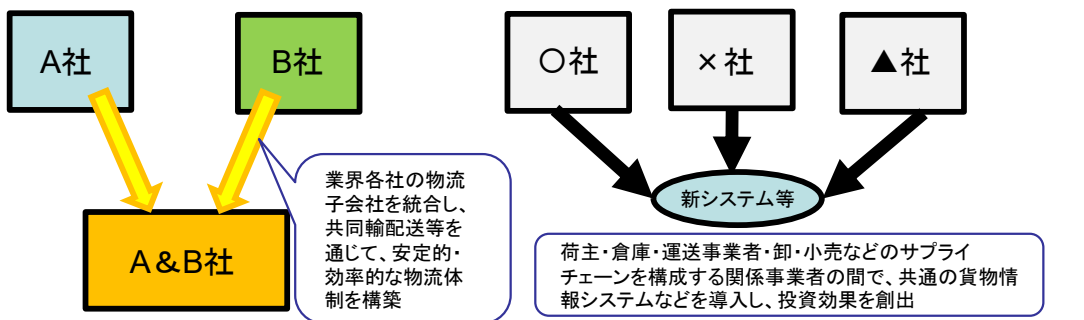 A社
B社
業界各社の物流
子会社を統合し、
共同輸配送等を
通じて、安定的・
効率的な物流体
制を構築
A&B社
○社
×社
▲社
新システム等
荷主・倉庫・運送事業者・卸・小売などのサプライ
チェーンを構成する関係事業者の間で、共通の貨物情
報システムなどを導入し、投資効果を創出